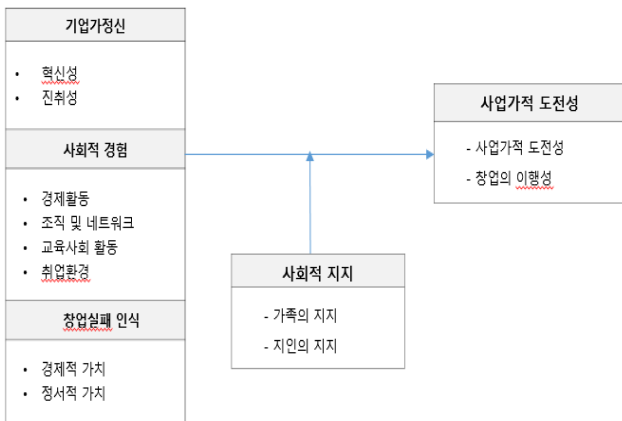 기업가정신
• 혁신성
• 진취성
사회적 경험
• 경제활동
• 조직 및 네트워크
• 교육사회 활동
• 취업환경
창업실패 인식
• 경제적 가치
• 정서적 가치
사회적 지지
- 가족의 지지
- 지인의 지지
사업가적 도전성
- 사업가적 도전성
- 창업의 이행성